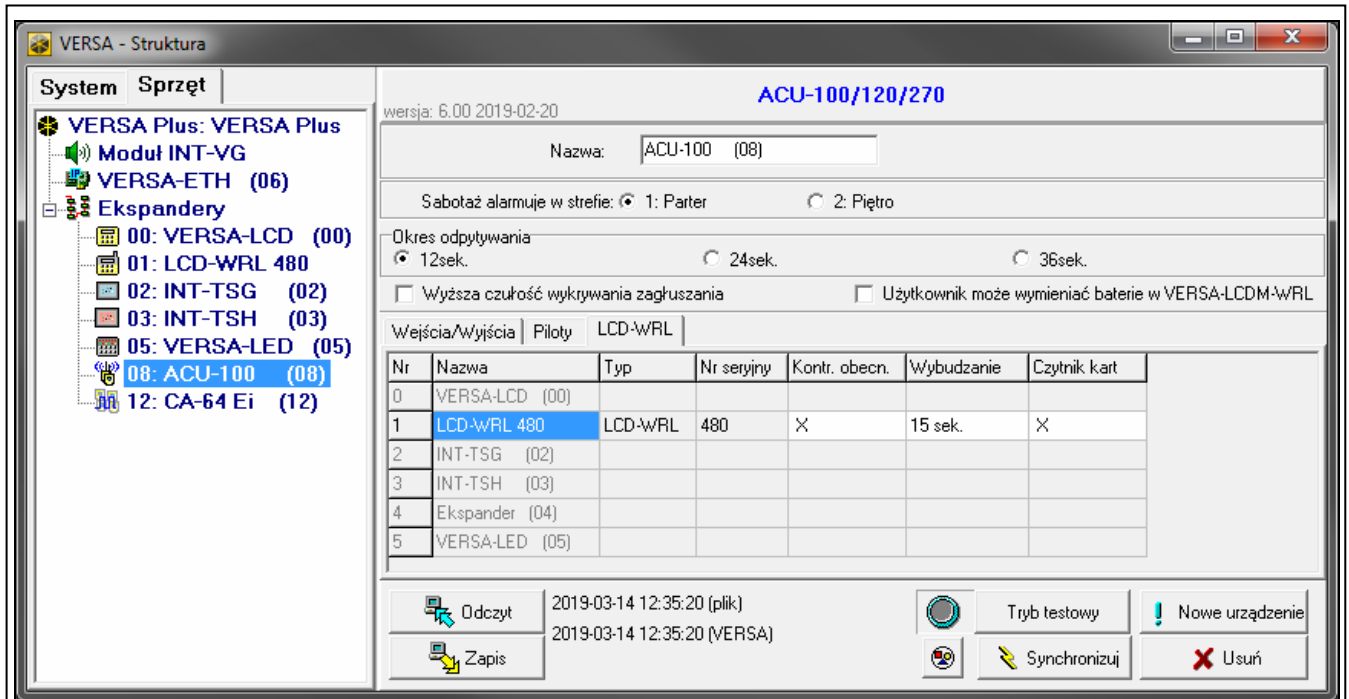 VERSA - Struktura
System Sprzęt
VERSA Plus: VERSA Plus
Moduł INT-VG
VERSA-ETH (06)
Ekspandery
00: VERSA-LCD (00)
01: LCD-WRL 480
02: INT-TSG (02)
03: INT-TSH (03)
05: VERSA-LED (05)
08: ACU-100 (08)
12: CA-64 Ei (12)
ACU-100/120/270
wersja: 6.00 2019-02-20
Nazwa: ACU-100 (08)
Sabotaż alarmuje w strefie: 1: Parter 2: Piętro
Okres odpytywania
12sek. 24sek. 36sek.
Wyższa czułość wykrywania zagłuszania Użytkownik może wymieniać baterie w VERSA-LCDM-WRL
Wejścia/Wyjścia Piloty LCD-WRL
Nr Nazwa Typ Nr seryjny Kontr. obecn. Wybudzanie Czytnik kart
0 VERSA-LCD (00)
1 LCD-WRL 480 LCD-WRL 480 X 15 sek. X
2 INT-TSG (02)
3 INT-TSH (03)
4 Ekspander (04)
5 VERSA-LED (05)
Odczyt 2019-03-14 12:35:20 (plik) Tryb testowy Nowe urządzenie
2019-03-14 12:35:20 (VERSA)
Zapis Synchronizuj Usuń